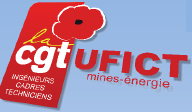 la
cgt UFICT
mines-énergie
INGÉNIEURS
CADRES
TECHNICIENS